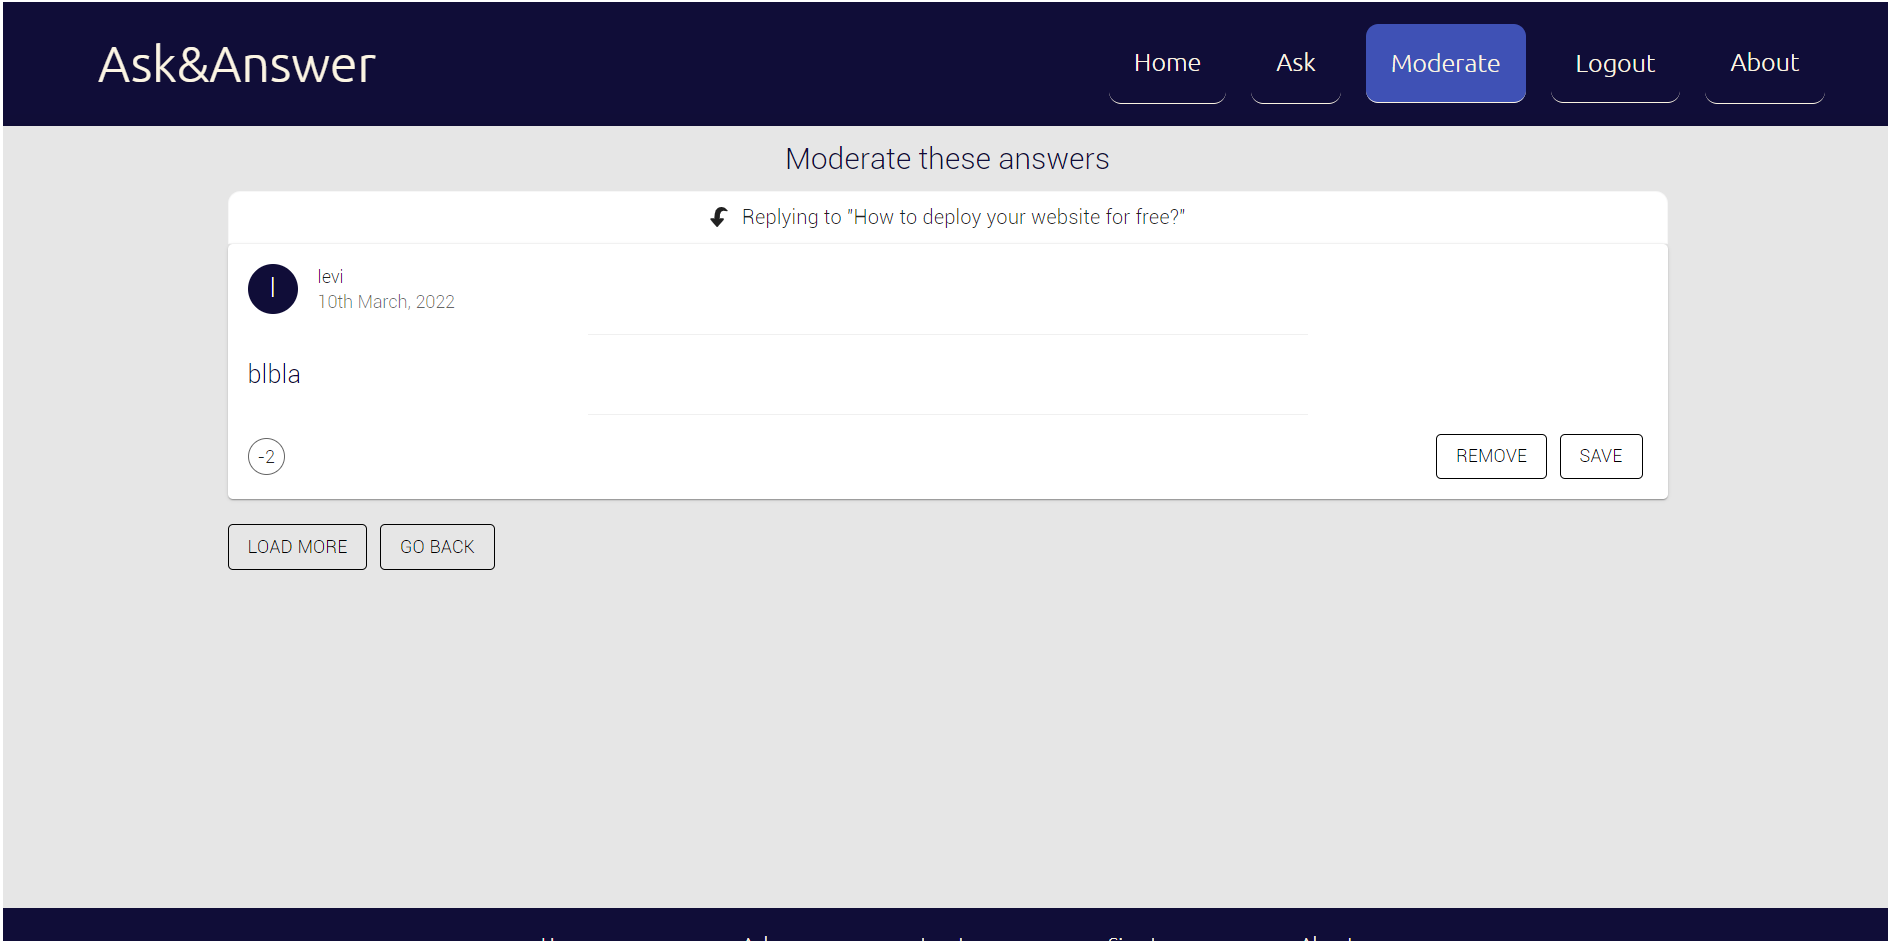 Ask&Answer
Home Ask Moderate Logout About
Moderate these answers
Replying to "How to deploy your website for free?"
l
levi
10th March, 2022
blbla
-2
REMOVE SAVE
LOAD MORE GO BACK